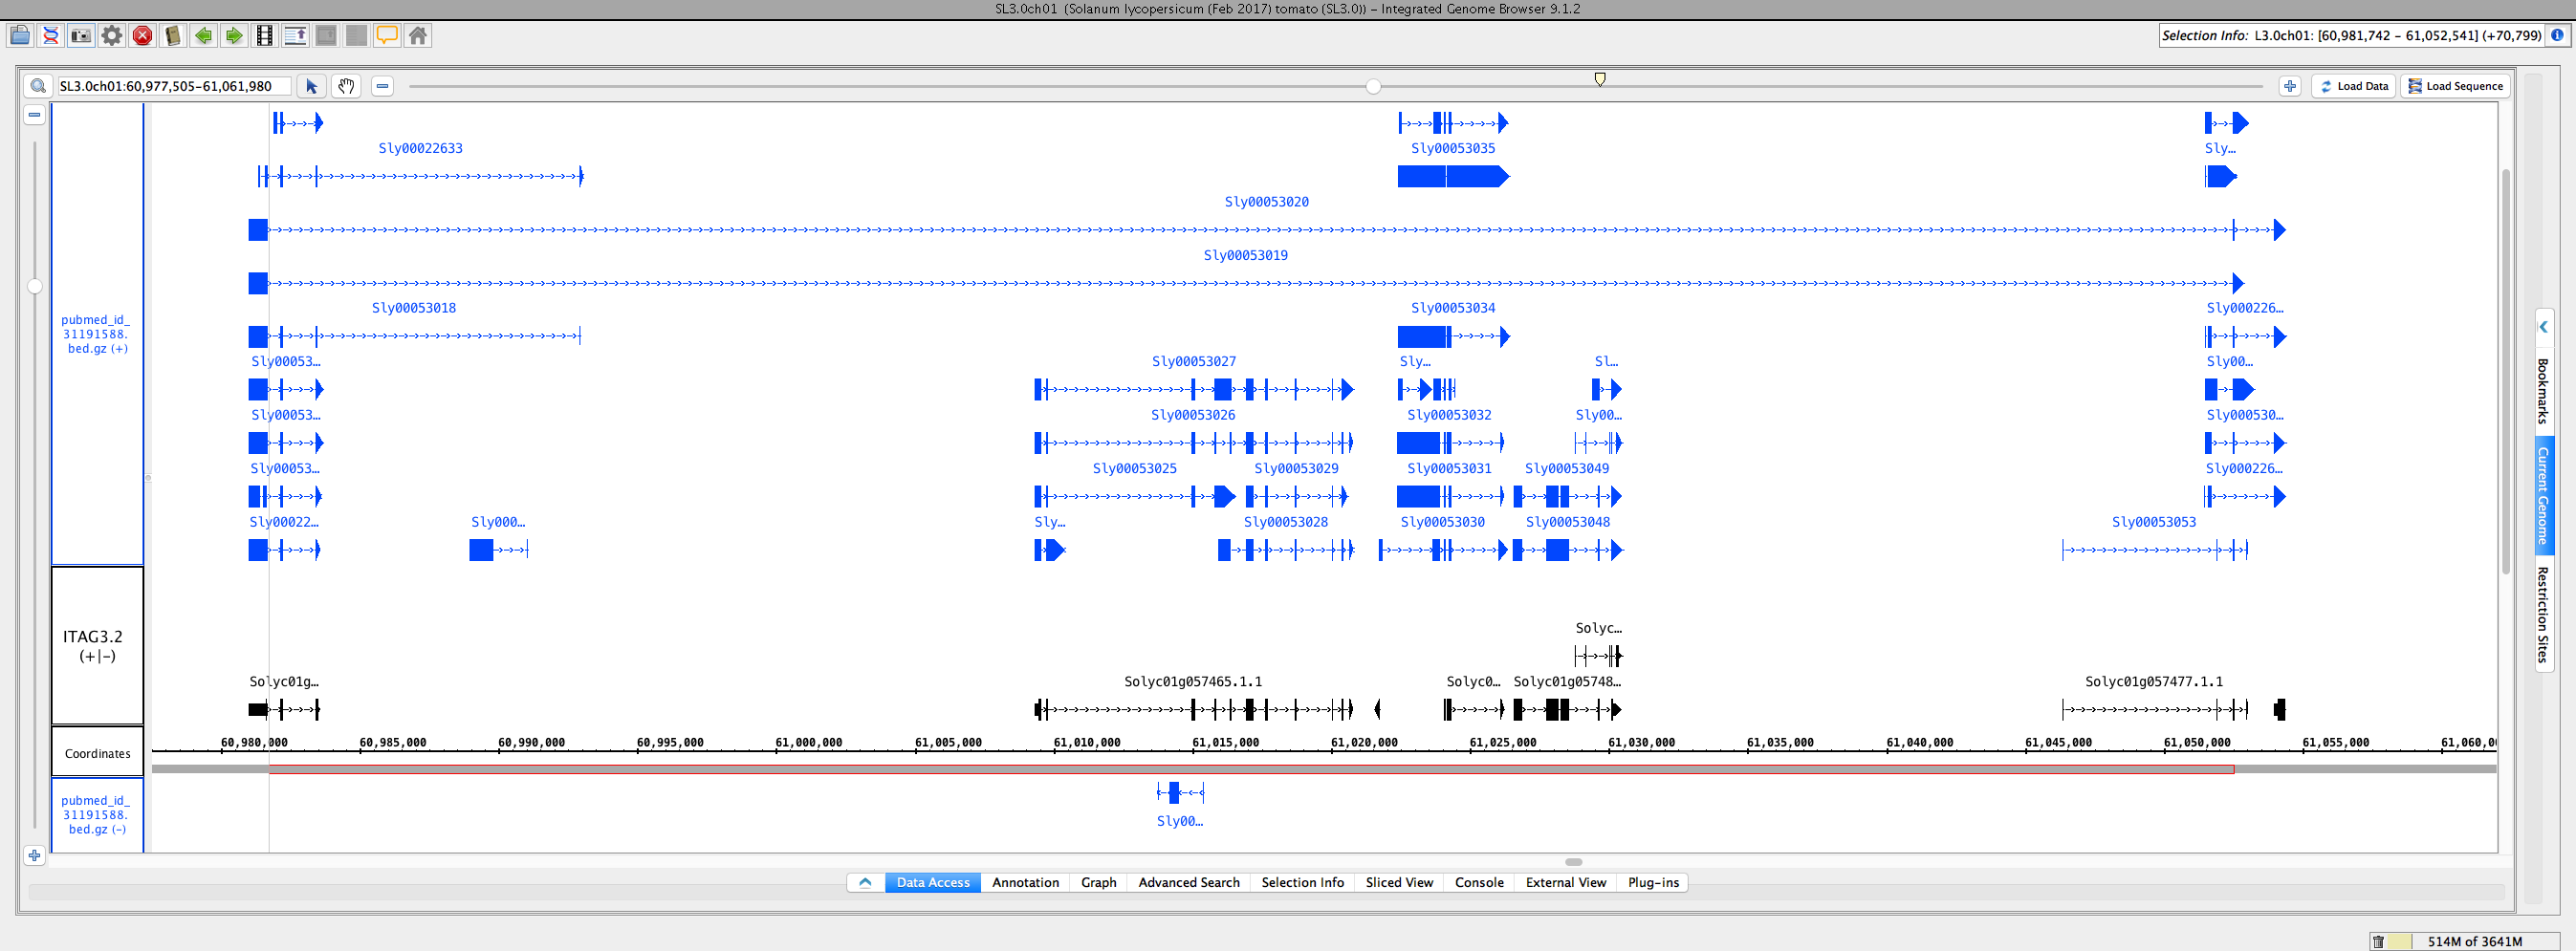 SL3.0ch01 (Solanum lycopersicum (Feb 2017) tomato (SL3.0)) – Integrated Genome Browser 9.1.2
Selection Info: L3.0ch01: [60,981,742 - 61,052,541] (+70,799)
SL3.0ch01:60,977,505-61,061,980
Load Data
Load Sequence
Sly00022633
Sly00053035
Sly...
Sly00053020
Sly00053019
Sly00053018
Sly00053034
Sly000226...
Sly00053...
Sly00053027
Sly...
Sl...
Sly00...
Sly00053...
Sly00053026
Sly00053032
Sly00...
Sly000530...
Sly00053...
Sly00053025
Sly00053029
Sly00053031
Sly00053049
Sly000226...
Sly00022...
Sly000...
Sly...
Sly00053028
Sly00053030
Sly00053048
Sly00053053
pubmed_id_
31191588.
bed.gz (+)
ITAG3.2
(+|-)
Solyc...
Solyc01g...
Solyc01g057465.1.1
Solyc0...
Solyc01g05748...
Solyc01g057477.1.1
Coordinates
60,980,000 60,985,000 60,990,000 60,995,000 61,000,000 61,005,000 61,010,000 61,015,000 61,020,000 61,025,000 61,030,000 61,035,000 61,040,000 61,045,000 61,050,000 61,055,000 61,060,0
pubmed_id_
31191588.
bed.gz (-)
Sly00...
Bookmarks
Current Genome
Restriction Sites
Data Access Annotation Graph Advanced Search Selection Info Sliced View Console External View Plug-ins
514M of 3641M